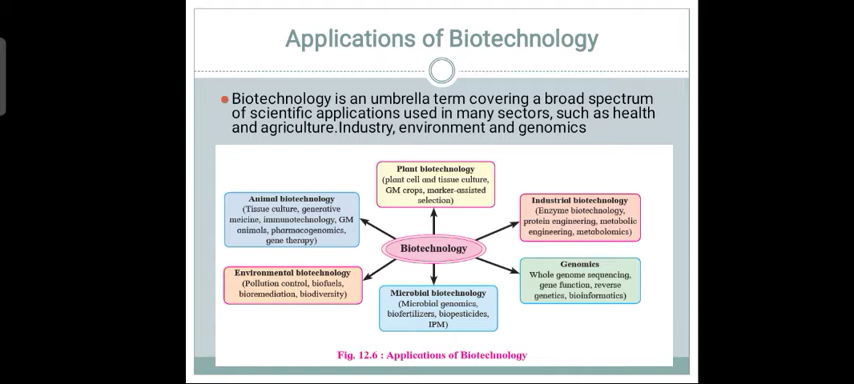 Applications of Biotechnology
Biotechnology is an umbrella term covering a broad spectrum
of scientific applications used in many sectors, such as health
and agriculture.Industry, environment and genomics
Plant biotechnology
(plant cell and tissue culture,
GM crops, marker-assisted
selection)
Animal biotechnology
(Tissue culture, generative
meicine, immunotechnology, GM
animals, pharmacogenomics,
gene therapy)
Industrial biotechnology
(Enzyme biotechnology,
protein engineering, metabolic
engineering, metabolomics)
Biotechnology
Environmental biotechnology
(Pollution control, biofuels,
bioremediation, biodiversity)
Genomics
Whole genome sequencing,
gene function, reverse
genetics, bioinformatics)
Microbial biotechnology
(Microbial genomics,
biofertilizers, biopesticides,
IPM)
Fig. 12.6 : Applications of Biotechnology